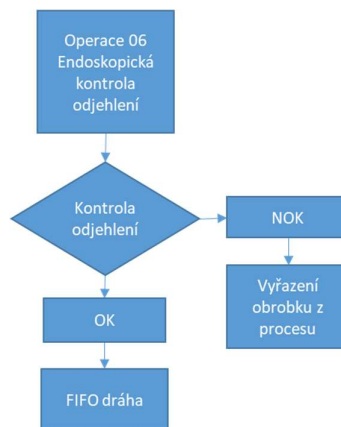 Operace 06
Endoskopická
kontrola
odjehlení
Kontrola
odjehlení
NOK
OK
Vyřazení
obrobku z
procesu
FIFO dráha